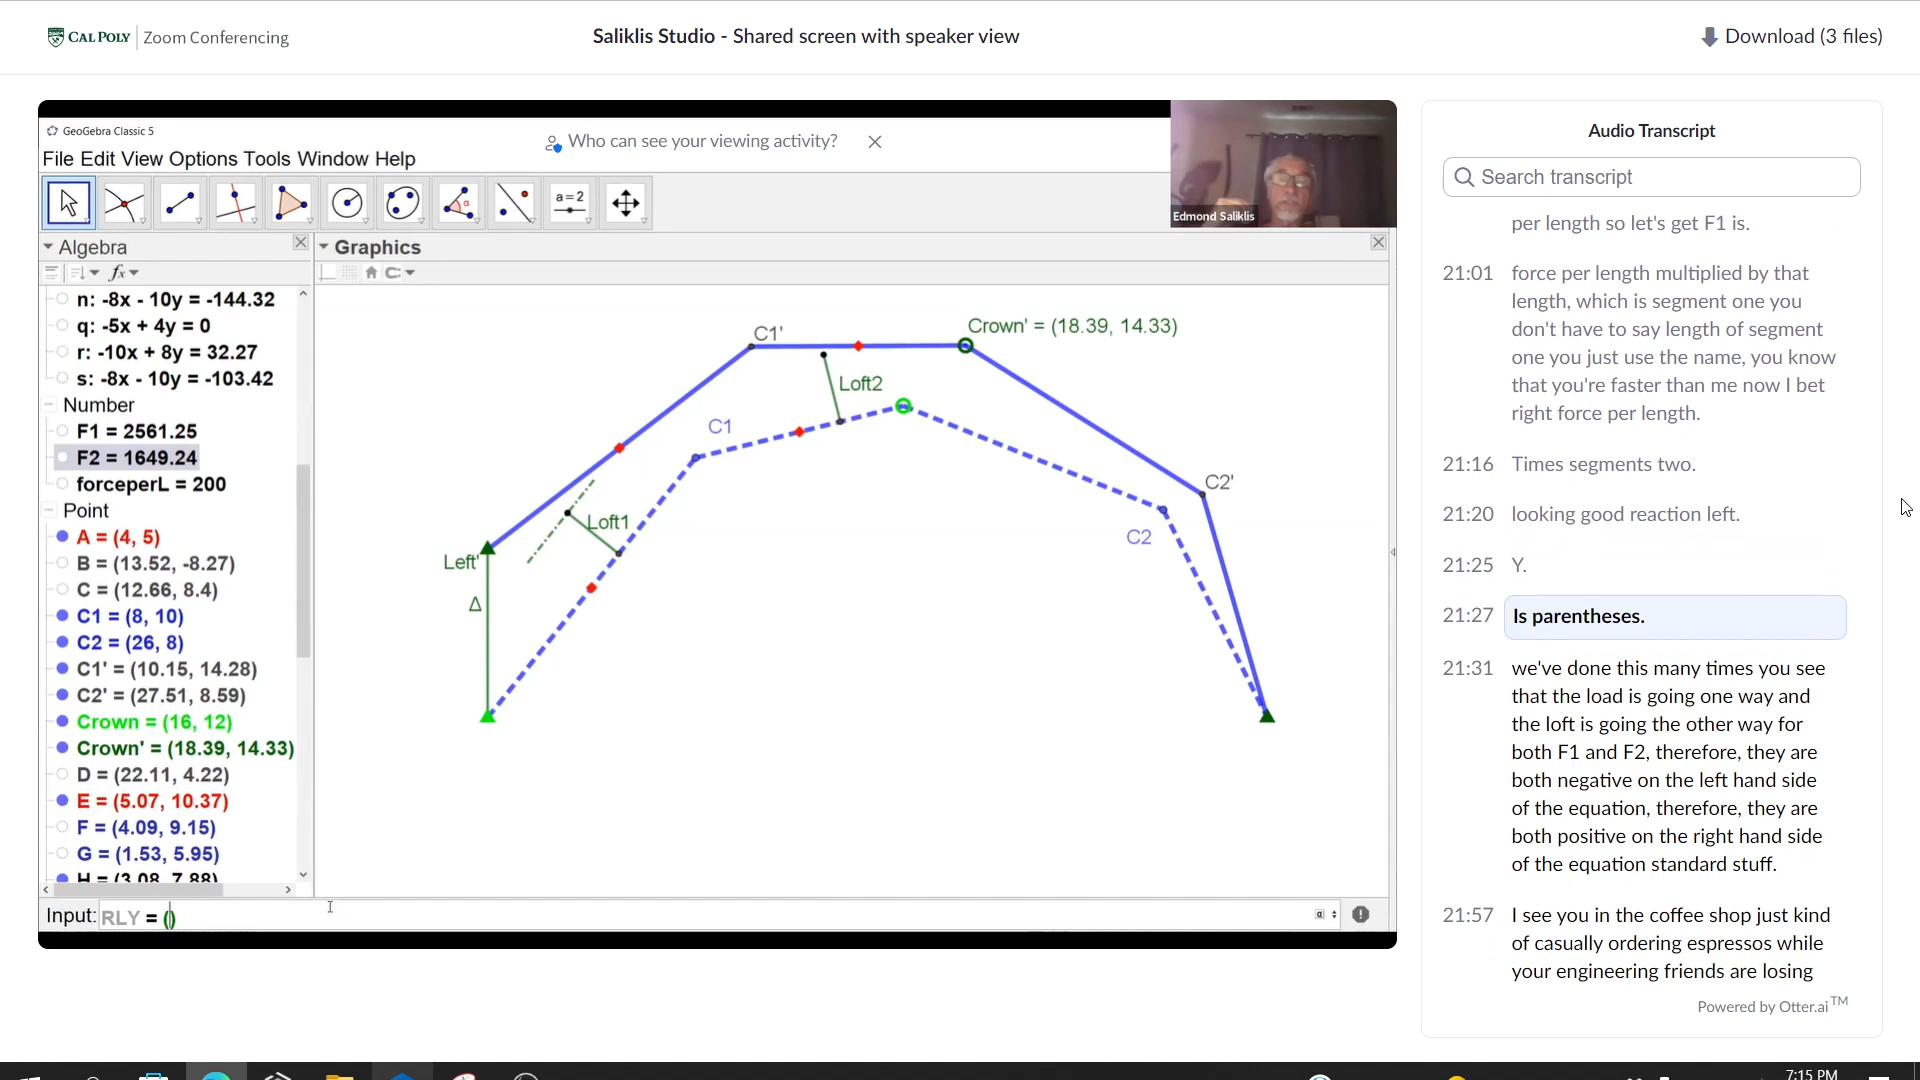 CAL POLY Zoom Conferencing
Saliklis Studio - Shared screen with speaker view
Download (3 files)
GeoGebra Classic 5
Who can see your viewing activity?
File Edit View Options Tools Window Help
a=2
Edmond Saliklis
Algebra
Graphics
n: -8x - 10y = -144.32
q: -5x + 4y = 0
r: -10x + 8y = 32.27
s: -8x - 10y = -103.42
Number
F1 = 2561.25
F2 = 1649.24
forceperL = 200
Point
A = (4, 5)
B = (13.52, -8.27)
C = (12.66, 8.4)
C1 = (8, 10)
C2 = (26, 8)
C1' = (10.15, 14.28)
C2' = (27.51, 8.59)
Crown = (16, 12)
Crown' = (18.39, 14.33)
D = (22.11, 4.22)
E = (5.07, 10.37)
F = (4.09, 9.15)
G = (1.53, 5.95)
H = (3.08, 7.88)
C1'
Crown' = (18.39, 14.33)
Loft2
C1
C2'
Loft1
C2
Left'
Δ
Input: RLY = ()
Audio Transcript
Search transcript
per length so let's get F1 is.
21:01 force per length multiplied by that
length, which is segment one you
don't have to say length of segment
one you just use the name, you know
that you're faster than me now I bet
right force per length.
21:16 Times segments two.
21:20 looking good reaction left.
21:25 Y.
21:27 Is parentheses.
21:31 we've done this many times you see
that the load is going one way and
the loft is going the other way for
both F1 and F2, therefore, they are
both negative on the left hand side
of the equation, therefore, they are
both positive on the right hand side
of the equation standard stuff.
21:57 I see you in the coffee shop just kind
of casually ordering espressos while
your engineering friends are losing
Powered by Otter.ai™
7:15 PM